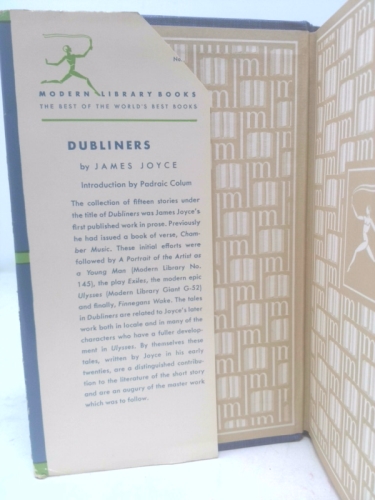 No
MODERN LIBRARY BOOKS
THE BEST OF THE WORLD'S BEST BOOKS
DUBLINERS
by JAMES JOYCE
Introduction by Padraic Colum
The collection of fifteen stories under
the title of Dubliners was James Joyce's
first published work in prose. Previously
he had issued a book of verse, Cham-
ber Music. These initial efforts were
followed by A Portrait of the Artist as
a Young Man (Modern Library No.
145), the play Exiles, the modern epic
Ulysses (Modern Library Giant G-52)
and finally, Finnegans Wake. The tales
in Dubliners are related to Joyce's later
work both in locale and in many of the
characters who have a fuller develop-
ment in Ulysses. By themselves these
tales, written by Joyce in his early
twenties, are a distinguished contribu-
tion to the literature of the short story
and are an augury of the master work
which was to follow.